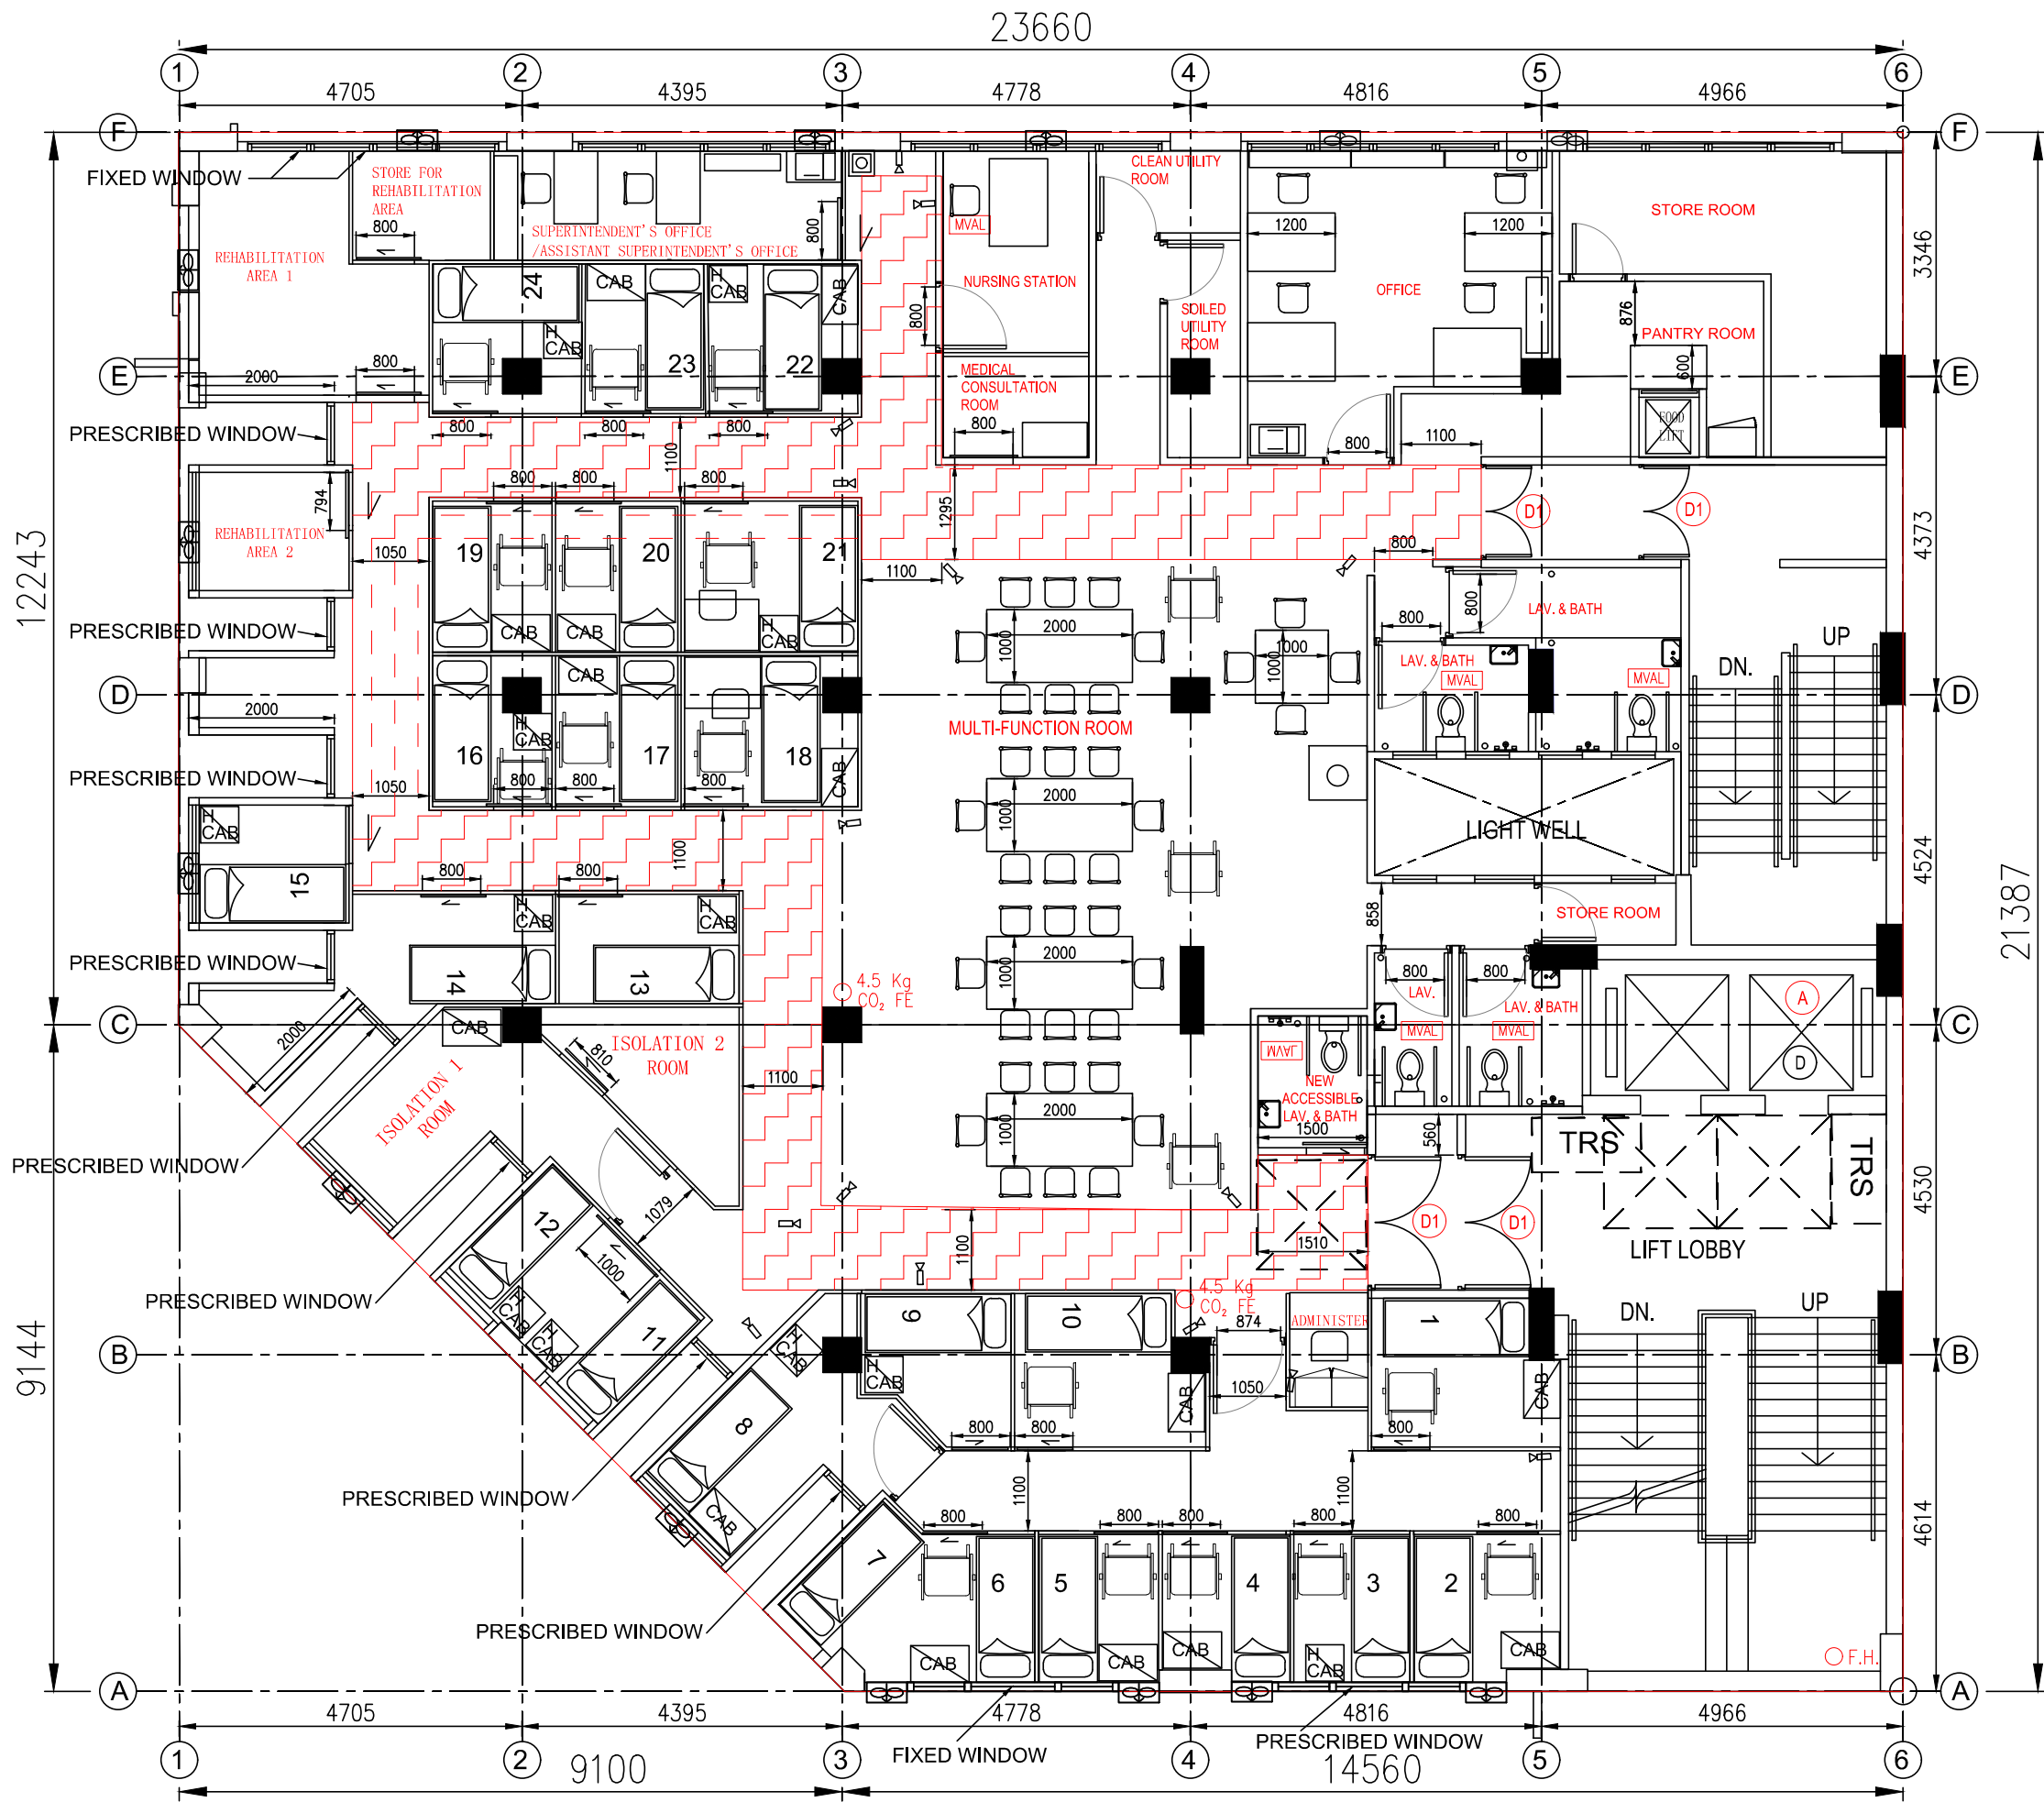 23660
1
2
3
4
5
6
4705
4395
4778
4816
4966
F
F
FIXED WINDOW
STORE FOR
REHABILITATION
AREA
800
REHABILITATION
AREA 1
SUPERINTENDENT'S OFFICE
/ASSISTANT SUPERINTENDENT'S OFFICE
800
MVAL
NURSING STATION
800
CLEAN UTILITY
ROOM
SOILED
UTILITY
ROOM
1200
1200
OFFICE
STORE ROOM
876
PANTRY ROOM
600
FOOD
LIFT
3346
24
H
CAB
CAB
23
H
CAB
22
CAB
MEDICAL
CONSULTATION
ROOM
800
800
1100
E
E
2000
800
PRESCRIBED WINDOW
800
800
800
1100
800
800
800
1295
D1
D1
794
REHABILITATION
AREA 2
1050
19
20
21
CAB
CAB
H
CAB
1100
12243
4373
21387
PRESCRIBED WINDOW
800
800
LAV. & BATH
800
LAV. & BATH
MVAL
MVAL
UP
DN.
2000
1000
1000
1000
D
D
2000
16
H
CAB
CAB
17
18
CAB
800
800
800
MULTI-FUNCTION ROOM
PRESCRIBED WINDOW
1050
2000
1000
LIGHT WELL
4524
H
CAB
15
800
800
1100
858
STORE ROOM
PRESCRIBED WINDOW
H
CAB
H
CAB
14
13
4.5 Kg
CO₂ FE
2000
1000
800
800
LAV.
LAV. & BATH
MVAL
MVAL
A
D
C
C
2000
CAB
ISOLATION 2
ROOM
810
1100
ISOLATION 1
ROOM
MVAL
NEW
ACCESSIBLE
LAV. & BATH
1500
2000
1000
560
TRS
TRS
4530
PRESCRIBED WINDOW
1079
1100
1510
D1
D1
LIFT LOBBY
12
1000
H
CAB
H
CAB
11
PRESCRIBED WINDOW
9144
4.5 Kg
CO₂ FE
9
10
874
ADMINISTER
1
DN.
UP
B
B
H
CAB
H
CAB
CAB
1050
CAB
8
CAB
800
800
800
PRESCRIBED WINDOW
1100
1100
4614
7
800
800
800
800
800
6
5
4
3
2
CAB
CAB
CAB
H
CAB
CAB
PRESCRIBED WINDOW
F.H.
A
A
4705
4395
4778
4816
4966
FIXED WINDOW
PRESCRIBED WINDOW
1
2
3
4
5
6
9100
14560